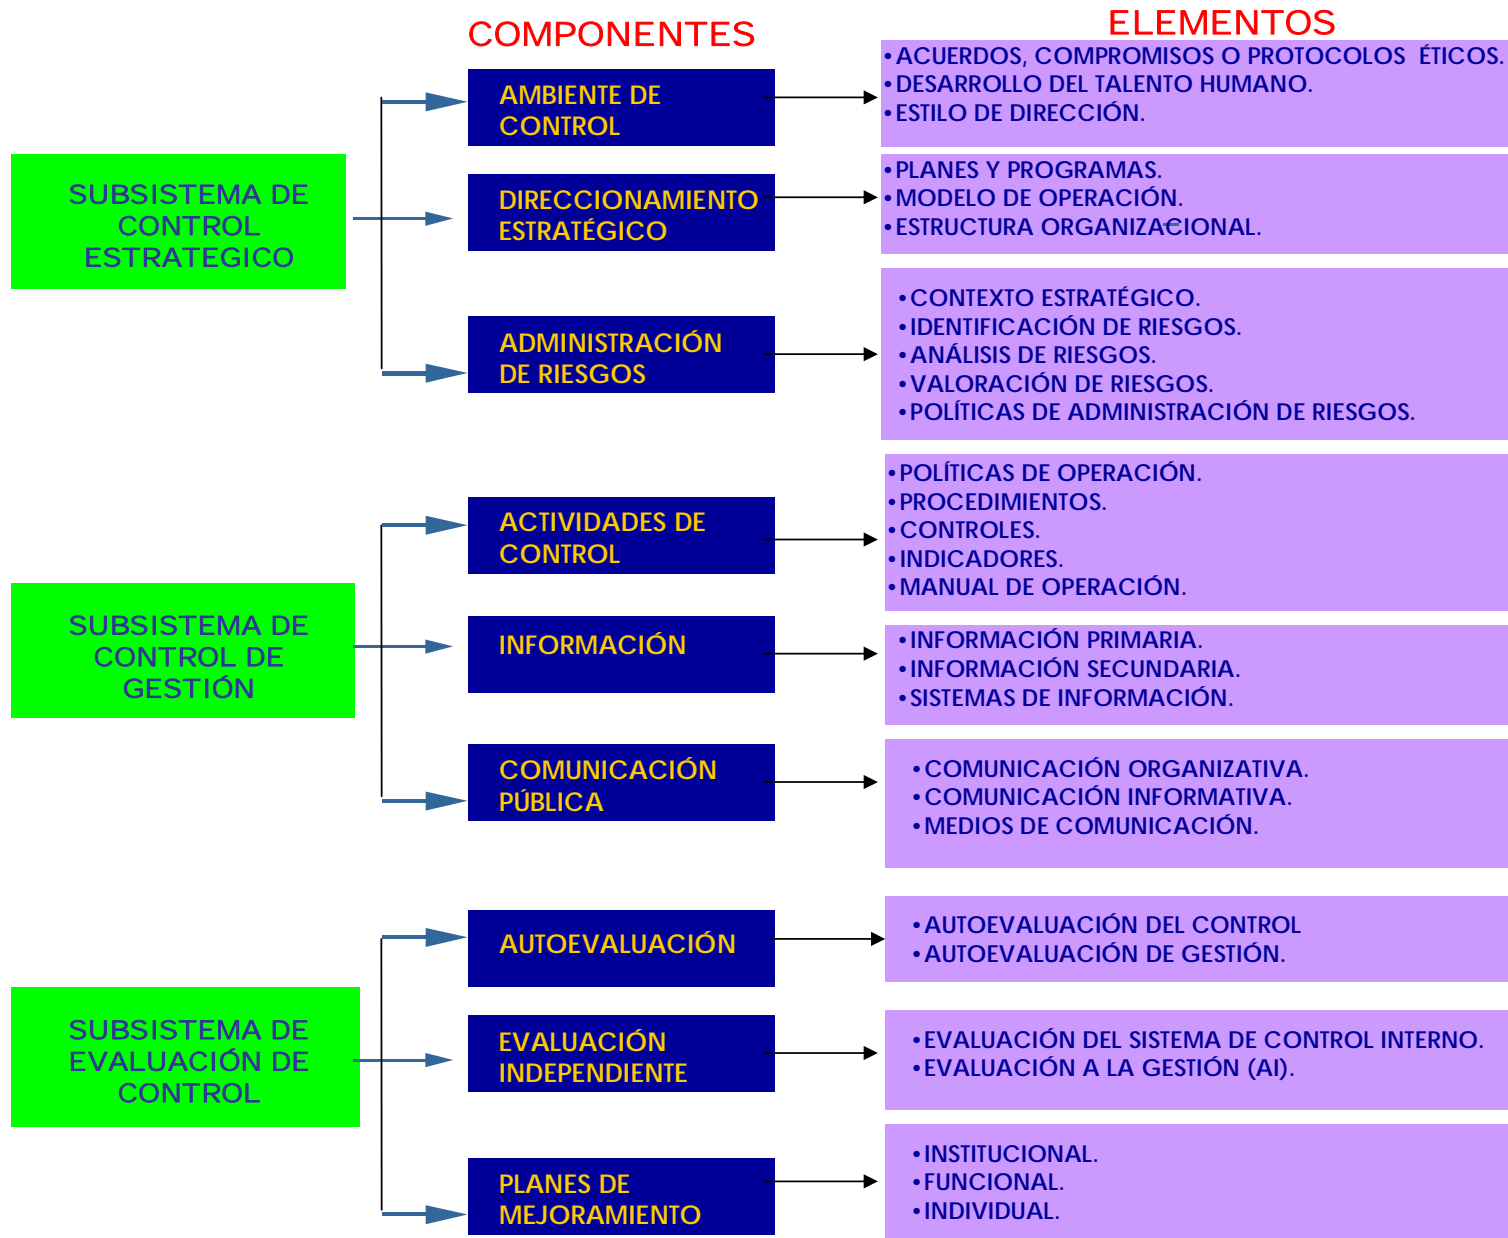 COMPONENTES
ELEMENTOS
SUBSISTEMA DE
CONTROL
ESTRATEGICO
AMBIENTE DE
CONTROL
•ACUERDOS, COMPROMISOS O PROTOCOLOS ÉTICOS.
•DESARROLLO DEL TALENTO HUMANO.
•ESTILO DE DIRECCIÓN.
DIRECCIONAMIENTO
ESTRATÉGICO
•PLANES Y PROGRAMAS.
•MODELO DE OPERACIÓN.
•ESTRUCTURA ORGANIZACIONAL.
ADMINISTRACIÓN
DE RIESGOS
•CONTEXTO ESTRATÉGICO.
•IDENTIFICACIÓN DE RIESGOS.
•ANÁLISIS DE RIESGOS.
•VALORACIÓN DE RIESGOS.
•POLÍTICAS DE ADMINISTRACIÓN DE RIESGOS.
SUBSISTEMA DE
CONTROL DE
GESTIÓN
ACTIVIDADES DE
CONTROL
•POLÍTICAS DE OPERACIÓN.
•PROCEDIMIENTOS.
•CONTROLES.
•INDICADORES.
•MANUAL DE OPERACIÓN.
INFORMACIÓN
•INFORMACIÓN PRIMARIA.
•INFORMACIÓN SECUNDARIA.
•SISTEMAS DE INFORMACIÓN.
COMUNICACIÓN
PÚBLICA
•COMUNICACIÓN ORGANIZATIVA.
•COMUNICACIÓN INFORMATIVA.
•MEDIOS DE COMUNICACIÓN.
SUBSISTEMA DE
EVALUACIÓN DE
CONTROL
AUTOEVALUACIÓN
•AUTOEVALUACIÓN DEL CONTROL
•AUTOEVALUACIÓN DE GESTIÓN.
EVALUACIÓN
INDEPENDIENTE
•EVALUACIÓN DEL SISTEMA DE CONTROL INTERNO.
•EVALUACIÓN A LA GESTIÓN (AI).
PLANES DE
MEJORAMIENTO
•INSTITUCIONAL.
•FUNCIONAL.
•INDIVIDUAL.